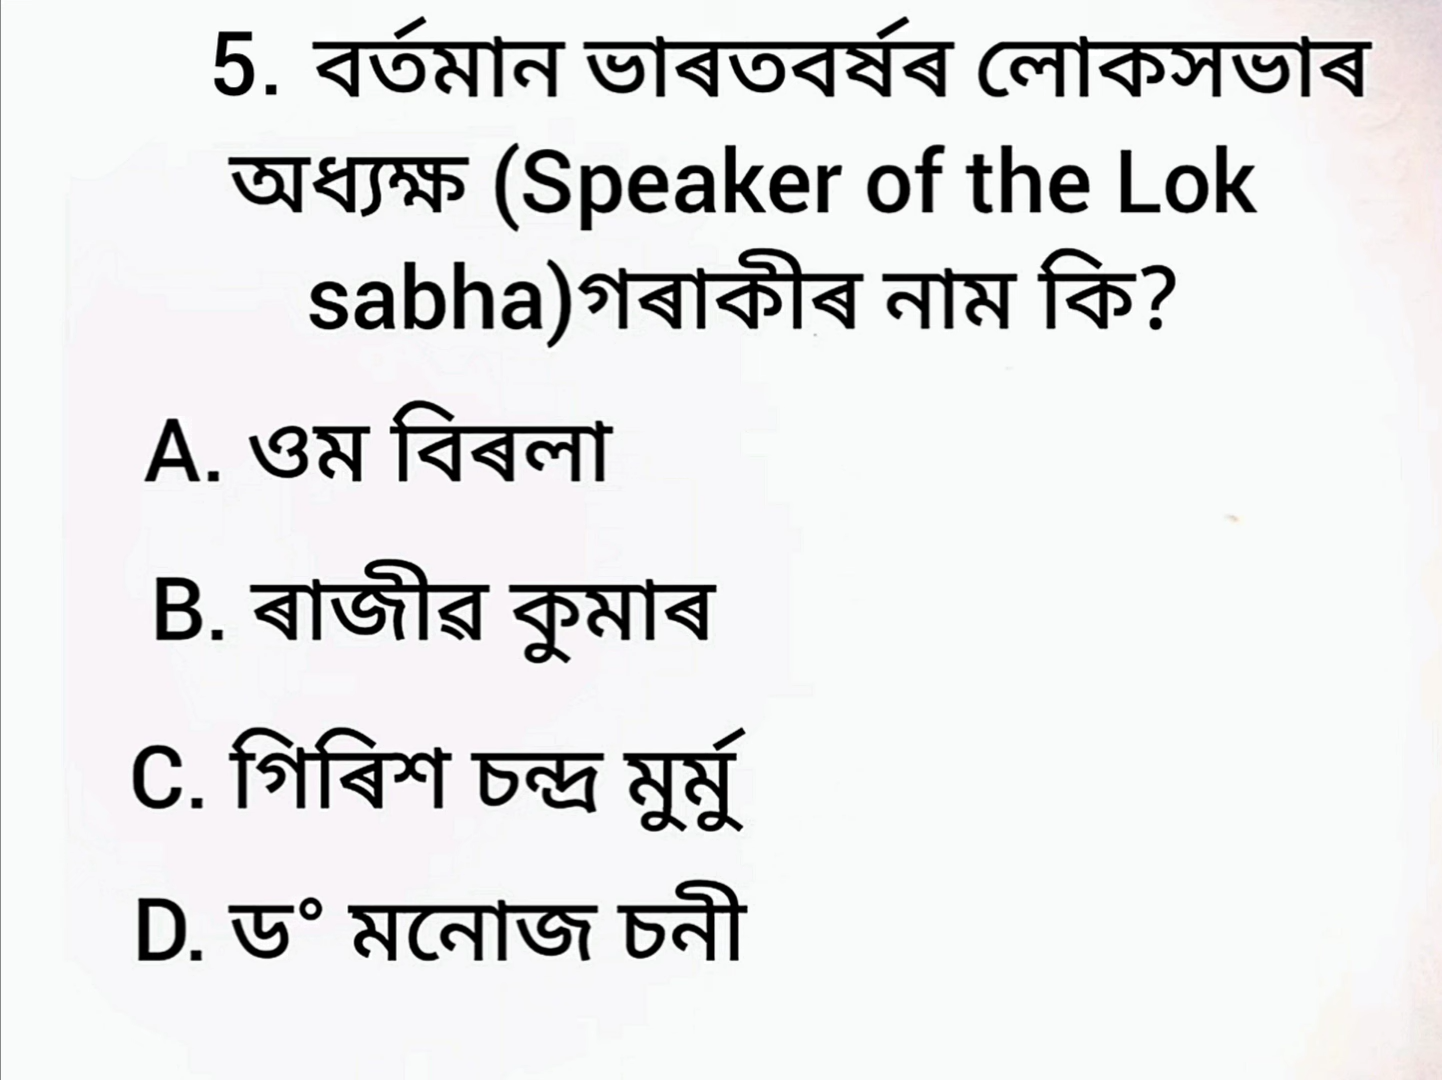 5. বৰ্তমান ভাৰতবৰ্ষৰ লোকসভাৰ
অধ্যক্ষ (Speaker of the Lok
sabha)গৰাকীৰ নাম কি?
A. ওম বিৰলা
B. ৰাজীৱ কুমাৰ
C. গিৰিশ চন্দ্ৰ মুৰ্মু
D. ড° মনোজ চনী